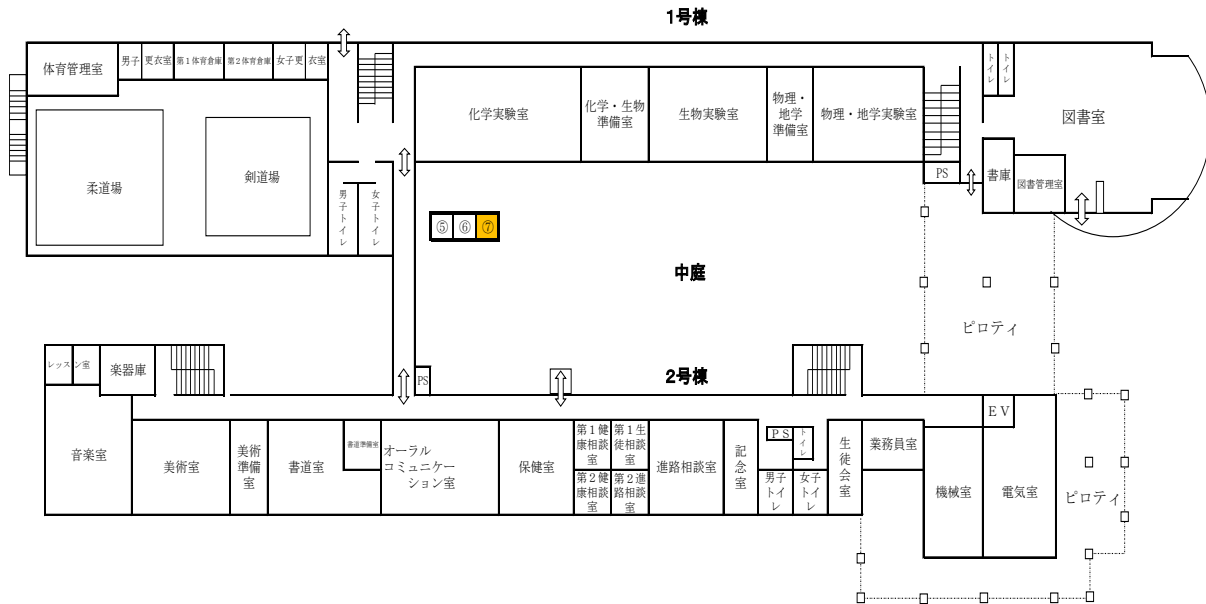 1号棟
体育管理室
男子
更衣室
第1体育倉庫
第2体育倉庫
女子更
衣室
柔道場
剣道場
男子トイレ
女子トイレ
化学実験室
化学・生物
準備室
生物実験室
物理・
地学
準備室
物理・地学実験室
PS
トイレ
トイレ
図書室
書庫
図書管理室
⑤
⑥
⑦
中庭
ピロティ
2号棟
レッスン室
楽器庫
PS
音楽室
美術室
美術
準備
室
書道室
書道準備室
オーラル
コミュニケー
ション室
保健室
第1健
康相談
室
第2健
康相談
室
第1生
徒相談
室
第2進
路相談
室
進路相談室
記念室
PS
トイレ
男子
トイレ
女子
トイレ
生徒会室
業務員室
EV
機械室
電気室
ピロティ